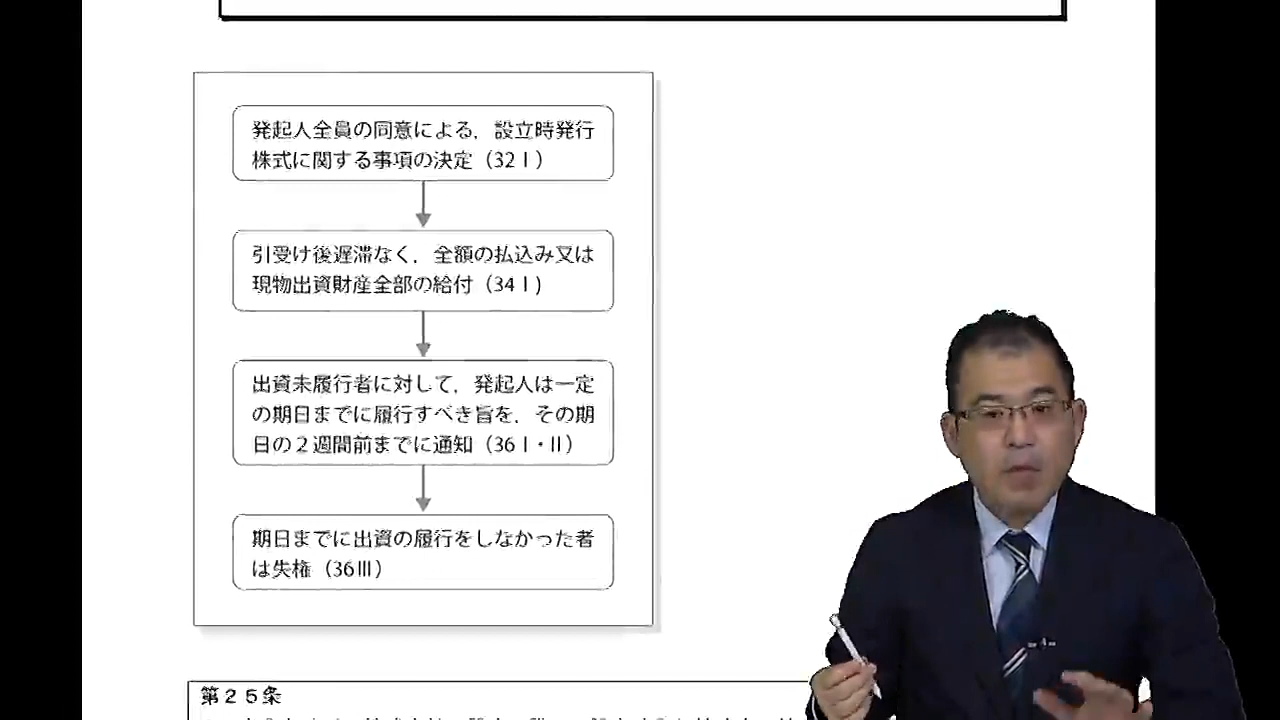 発起人全員の同意による，設立時発行
株式に関する事項の決定（32Ⅰ）
引受け後遅滞なく，全額の払込み又は
現物出資財産全部の給付（34Ⅰ)
出資未履行者に対して，発起人は一定
の期日までに履行すべき旨を，その期
日の２週間前までに通知（36Ⅰ・Ⅱ）
期日までに出資の履行をしなかった者
は失権（36Ⅲ）
第２５条